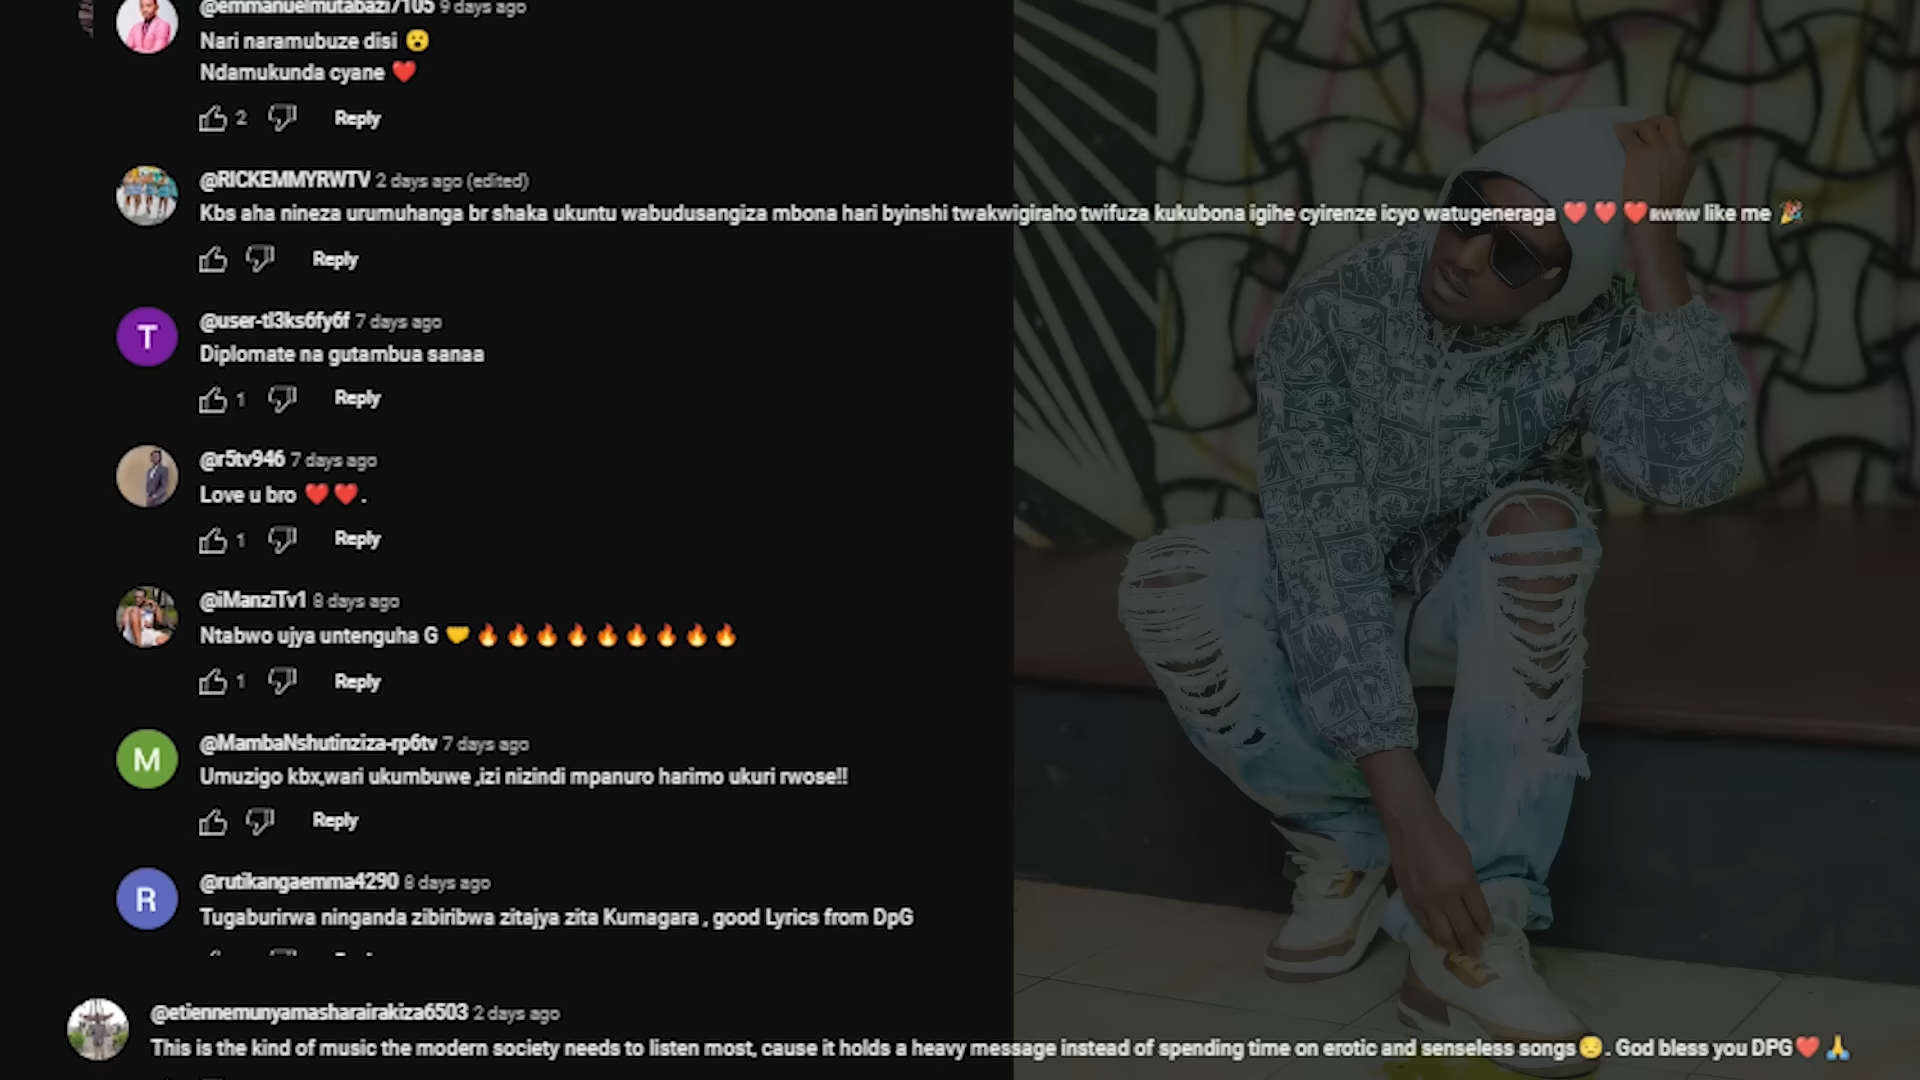 @emmanuelmutabazi7105 9 days ago
Nari naramubuze disi 😮
Ndamukunda cyane ❤️
2 Reply
@RICKEMMYRWTV 2 days ago (edited)
Kbs aha nineza urumuhanga br shaka ukuntu wabudusangiza mbona hari byinshi twakwigiraho twifuza kukubona igihe cyirenze icyo watugeneraga ❤️ ❤️ ❤️ RWRW like me 🎉
Reply
T @user-tl3ks6fy6f 7 days ago
Diplomate na gutambua sanaa
1 Reply
@r5tv946 7 days ago
Love u bro ❤️ ❤️ .
1 Reply
@iManziTv1 8 days ago
Ntabwo ujya untenguha G 🤝 🔥 🔥 🔥 🔥 🔥 🔥 🔥 🔥 🔥
1 Reply
M @MambaNshutinziza-rp6tv 7 days ago
Umuzigo kbx,wari ukumbuwe ,izi nizindi mpanuro harimo ukuri rwose!!
Reply
R @rutikangaemma4290 8 days ago
Tugaburirwa ninganda zibiribwa zitajya zita Kumagara , good Lyrics from DpG
@etiennemunyamasharairakiza6503 2 days ago
This is the kind of music the modern society needs to listen most, cause it holds a heavy message instead of spending time on erotic and senseless songs😔. God bless you DPG❤️ 🙏